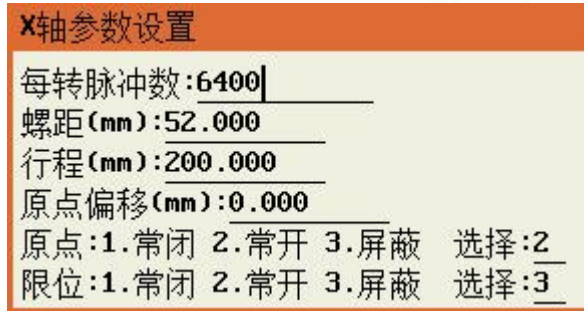 X轴参数设置
每转脉冲数:6400
螺距(mm):52.000
行程(mm):200.000
原点偏移(mm):0.000
原点:1.常闭 2.常开 3.屏蔽 选择:2
限位:1.常闭 2.常开 3.屏蔽 选择:3